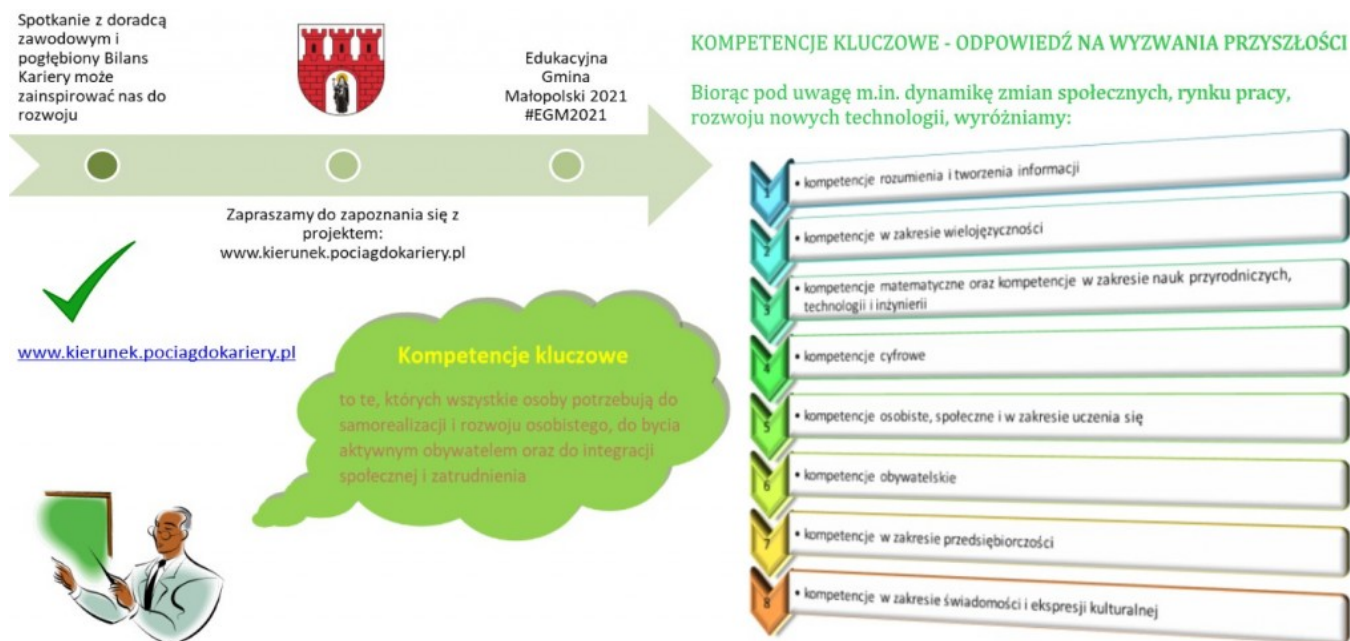 Spotkanie z doradcą
zawodowym i
pogłębiony Bilans
Kariery może
zainspirować nas do
rozwoju
Edukacyjna
Gmina
Małopolski 2021
#EGM2021
Zapraszamy do zapoznania się z
projektem:
www.kierunek.pociagdokariery.pl
www.kierunek.pociagdokariery.pl
Kompetencje kluczowe
to te, których wszystkie osoby potrzebują do
samorealizacji i rozwoju osobistego, do bycia
aktywnym obywatelem oraz do integracji
społecznej i zatrudnienia
KOMPETENCJE KLUCZOWE - ODPOWIEDŹ NA WYZWANIA PRZYSZŁOŚCI
Biorąc pod uwagę m.in. dynamikę zmian społecznych, rynku pracy,
rozwoju nowych technologii, wyróżniamy:
1 • kompetencje rozumienia i tworzenia informacji
2 • kompetencje w zakresie wielojęzyczności
3 • kompetencje matematyczne oraz kompetencje w zakresie nauk przyrodniczych,
technologii i inżynierii
4 • kompetencje cyfrowe
5 • kompetencje osobiste, społeczne i w zakresie uczenia się
6 • kompetencje obywatelskie
7 • kompetencje w zakresie przedsiębiorczości
8 • kompetencje w zakresie świadomości i ekspresji kulturalnej